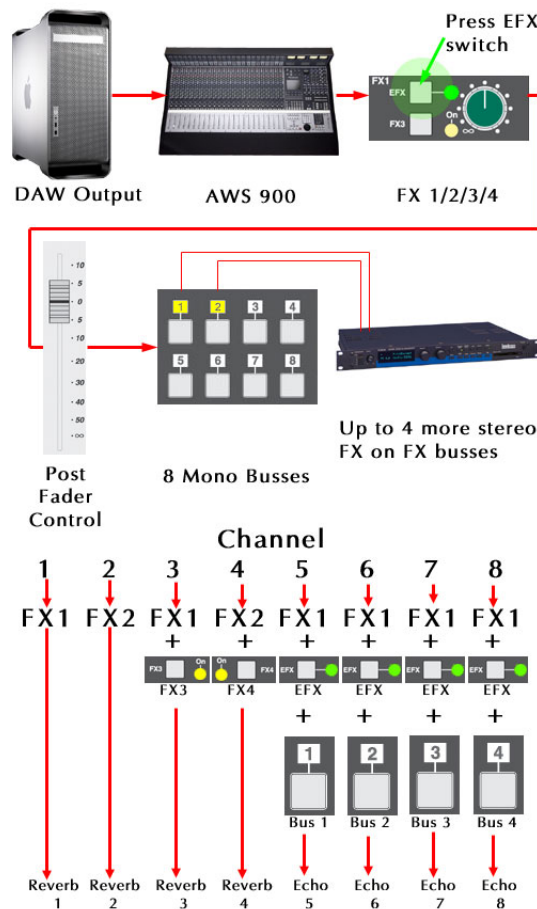 Press EFX
switch
FX1
EFX
FX3
On
∞
DAW Output
AWS 900
FX 1/2/3/4
10
5
0
5
10
20
30
40
50
∞
1 2 3 4
5 6 7 8
Post
Fader
Control
8 Mono Busses
Up to 4 more stereo
FX on FX busses
Channel
1 2 3 4 5 6 7 8
FX1 FX2 FX1 FX2 FX1 FX1 FX1 FX1
+ + + + + +
FX3 On On FX4 EFX EFX EFX EFX
FX3 FX4 EFX EFX EFX EFX
+ + + +
1 2 3 4
Bus 1 Bus 2 Bus 3 Bus 4
Reverb Reverb Reverb Reverb Echo Echo Echo Echo
1 2 3 4 5 6 7 8